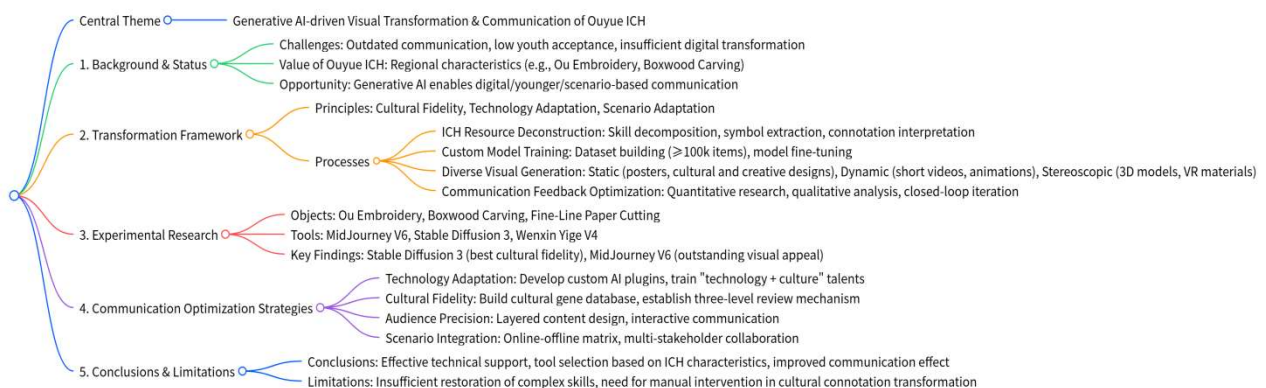 Central Theme
Generative AI-driven Visual Transformation & Communication of Ouyue ICH
1. Background & Status
Challenges: Outdated communication, low youth acceptance, insufficient digital transformation
Value of Ouyue ICH: Regional characteristics (e.g., Ou Embroidery, Boxwood Carving)
Opportunity: Generative AI enables digital/younger/scenario-based communication
2. Transformation Framework
Principles: Cultural Fidelity, Technology Adaptation, Scenario Adaptation
Processes
ICH Resource Deconstruction: Skill decomposition, symbol extraction, connotation interpretation
Custom Model Training: Dataset building (≥100k items), model fine-tuning
Diverse Visual Generation: Static (posters, cultural and creative designs), Dynamic (short videos, animations), Stereoscopic (3D models, VR materials)
Communication Feedback Optimization: Quantitative research, qualitative analysis, closed-loop iteration
3. Experimental Research
Objects: Ou Embroidery, Boxwood Carving, Fine-Line Paper Cutting
Tools: MidJourney V6, Stable Diffusion 3, Wenxin Yige V4
Key Findings: Stable Diffusion 3 (best cultural fidelity), MidJourney V6 (outstanding visual appeal)
4. Communication Optimization Strategies
Technology Adaptation: Develop custom AI plugins, train "technology + culture" talents
Cultural Fidelity: Build cultural gene database, establish three-level review mechanism
Audience Precision: Layered content design, interactive communication
Scenario Integration: Online-offline matrix, multi-stakeholder collaboration
5. Conclusions & Limitations
Conclusions: Effective technical support, tool selection based on ICH characteristics, improved communication effect
Limitations: Insufficient restoration of complex skills, need for manual intervention in cultural connotation transformation